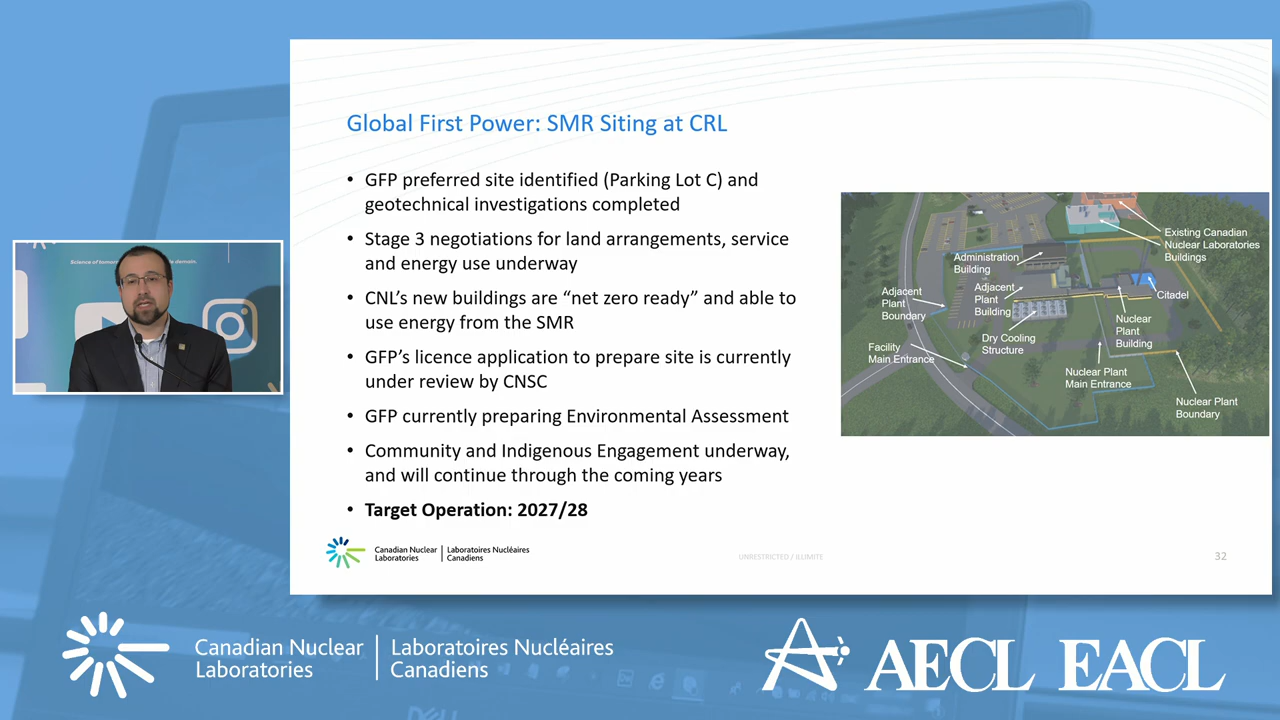 Global First Power: SMR Siting at CRL
• GFP preferred site identified (Parking Lot C) and
geotechnical investigations completed
• Stage 3 negotiations for land arrangements, service
and energy use underway
• CNL’s new buildings are “net zero ready” and able to
use energy from the SMR
• GFP’s licence application to prepare site is currently
under review by CNSC
• GFP currently preparing Environmental Assessment
• Community and Indigenous Engagement underway,
and will continue through the coming years
• Target Operation: 2027/28
Existing Canadian
Nuclear Laboratories
Buildings
Administration
Building
Adjacent
Plant
Boundary
Adjacent
Plant
Building
Citadel
Nuclear
Plant
Building
Dry Cooling
Structure
Facility
Main Entrance
Nuclear Plant
Main Entrance
Nuclear Plant
Boundary
Canadian Nuclear
Laboratories
Laboratoires Nucléaires
Canadiens
UNRESTRICTED / ILLIMITÉ
32
Science of tomor
domain.
Canadian Nuclear
Laboratories
Laboratoires Nucléaires
Canadiens
AECL EACL
DELL